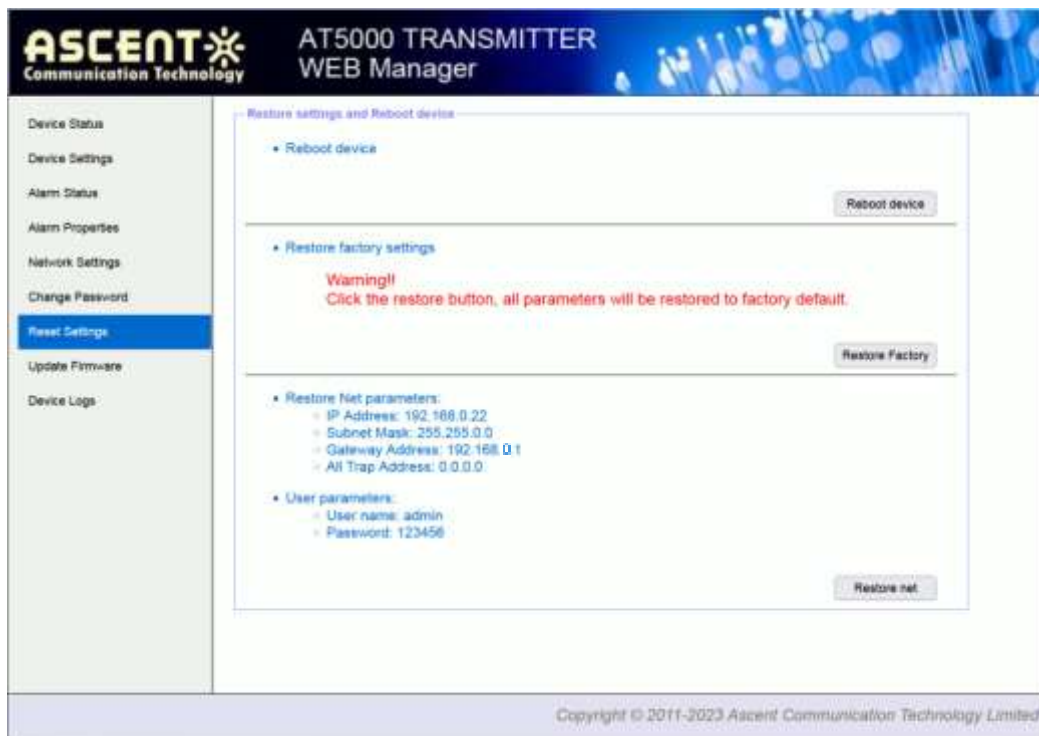 ASCENT
Communication Technology
AT5000 TRANSMITTER
WEB Manager
Device Status
Device Settings
Alarm Status
Alarm Properties
Network Settings
Change Password
Reset Settings
Update Firmware
Device Logs
Restore settings and Reboot device
Reboot device
Reboot device
Restore factory settings
Warning!!
Click the restore button, all parameters will be restored to factory default.
Restore Factory
Restore Net parameters:
IP Address: 192.168.0.22
Subnet Mask: 255.255.0.0
Gateway Address: 192.168.0.1
All Trap Address: 0.0.0.0
User parameters:
User name: admin
Password: 123456
Restore net
Copyright © 2011-2023 Ascent Communication Technology Limited